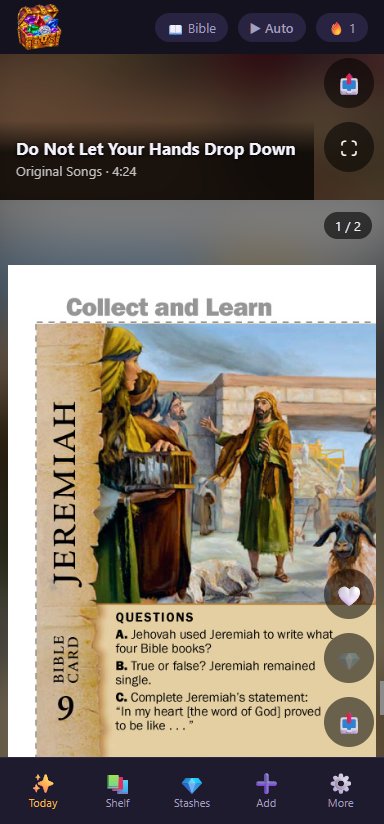 Bible
Auto
1
Do Not Let Your Hands Drop Down
Original Songs · 4:24
1 / 2
Collect and Learn
JEREMIAH
BIBLE
CARD
9
QUESTIONS
A. Jehovah used Jeremiah to write what
four Bible books?
B. True or false? Jeremiah remained
single.
C. Complete Jeremiah's statement:
“In my heart [the word of God] proved
to be like . . .”
Today
Shelf
Stashes
Add
More